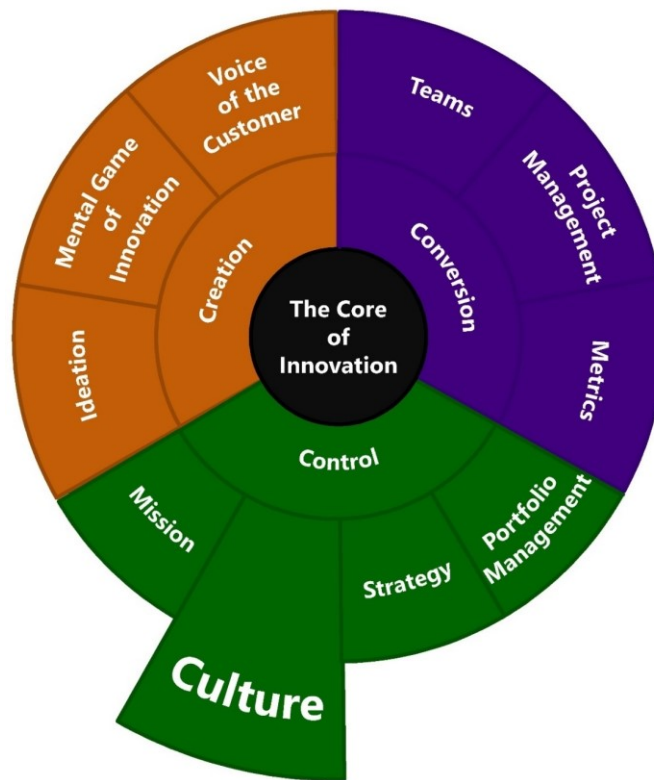 Voice
of the
Customer
Teams
Mental Game
of
Innovation
Project
Management
Creation
Conversion
The Core
of
Innovation
Ideation
Metrics
Control
Mission
Portfolio
Management
Strategy
Culture